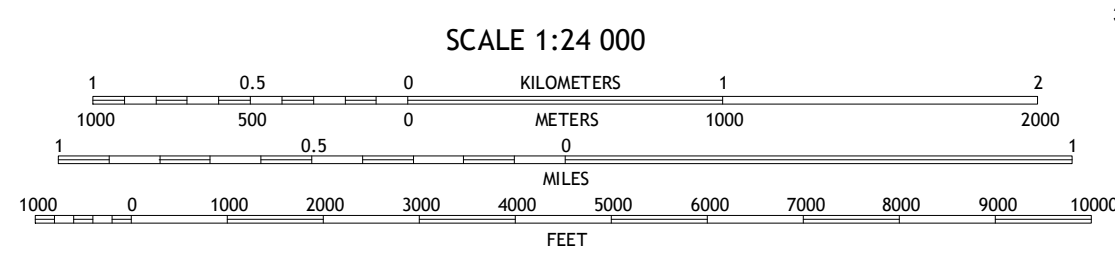 SCALE 1:24 000
1 0.5 0 KILOMETERS 1 2
1000 500 0 METERS 1000 2000
1 0.5 0 1
MILES
1000 0 1000 2000 3000 4000 5000 6000 7000 8000 9000 10000
FEET